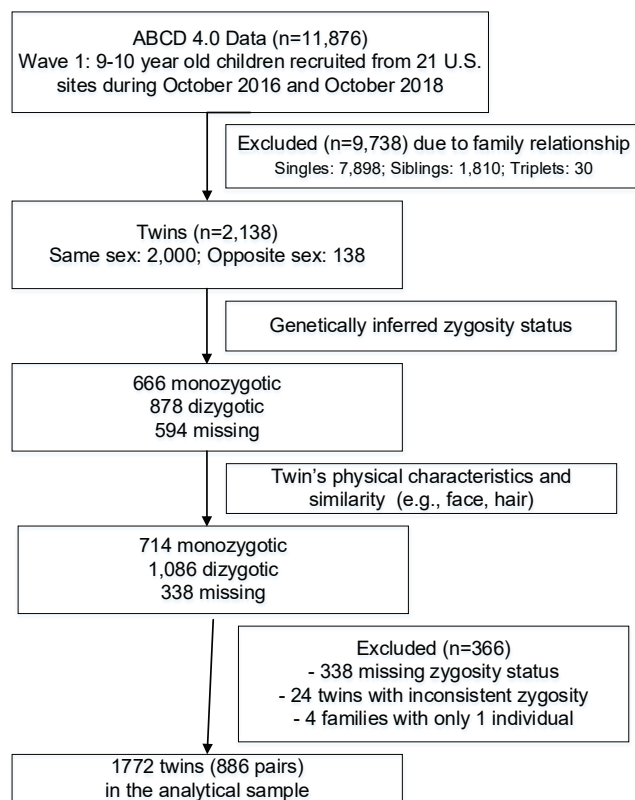 ABCD 4.0 Data (n=11,876)
Wave 1: 9-10 year old children recruited from 21 U.S.
sites during October 2016 and October 2018
Excluded (n=9,738) due to family relationship
Singles: 7,898; Siblings: 1,810; Triplets: 30
Twins (n=2,138)
Same sex: 2,000; Opposite sex: 138
Genetically inferred zygosity status
666 monozygotic
878 dizygotic
594 missing
Twin's physical characteristics and
similarity (e.g., face, hair)
714 monozygotic
1,086 dizygotic
338 missing
Excluded (n=366)
- 338 missing zygosity status
- 24 twins with inconsistent zygosity
- 4 families with only 1 individual
1772 twins (886 pairs)
in the analytical sample